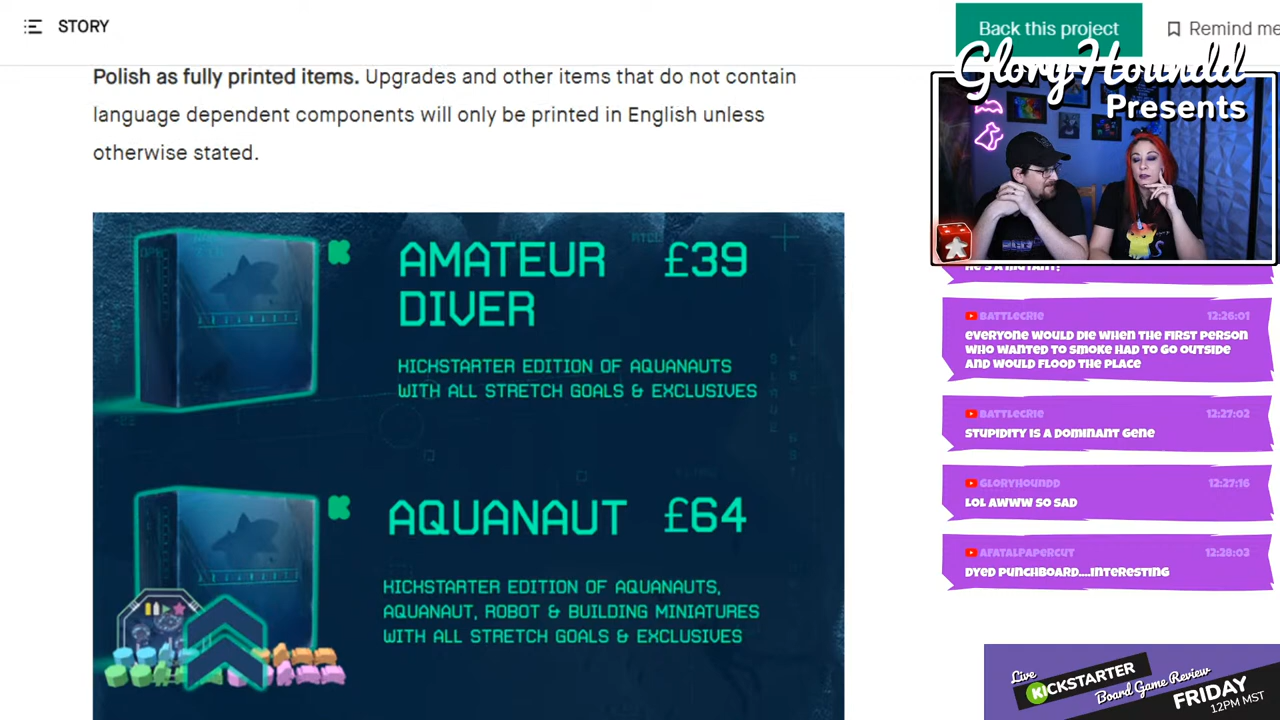 STORY
Back this project
Remind me
Polish as fully printed items. Upgrades and other items that do not contain
language dependent components will only be printed in English unless
otherwise stated.
GloryHoundd
Presents
AMATEUR £39
DIVER
KICKSTARTER EDITION OF AQUANAUTS
WITH ALL STRETCH GOALS & EXCLUSIVES
AQUANAUT £64
KICKSTARTER EDITION OF AQUANAUTS,
AQUANAUT, ROBOT & BUILDING MINIATURES
WITH ALL STRETCH GOALS & EXCLUSIVES
AQUANAUTS
AQUANAUTS
He's a mutant?
BattleCrie 12:26:01
everyone would die when the first person
who wanted to smoke had to go outside
and would flood the place
BattleCrie 12:27:02
Stupidity is a dominant gene
GloryHoundd 12:27:16
LOL awww so sad
AFatalPapercut 12:28:03
Dyed punchboard....interesting
Live
KICKSTARTER
Board Game Review
FRIDAY
12PM MST